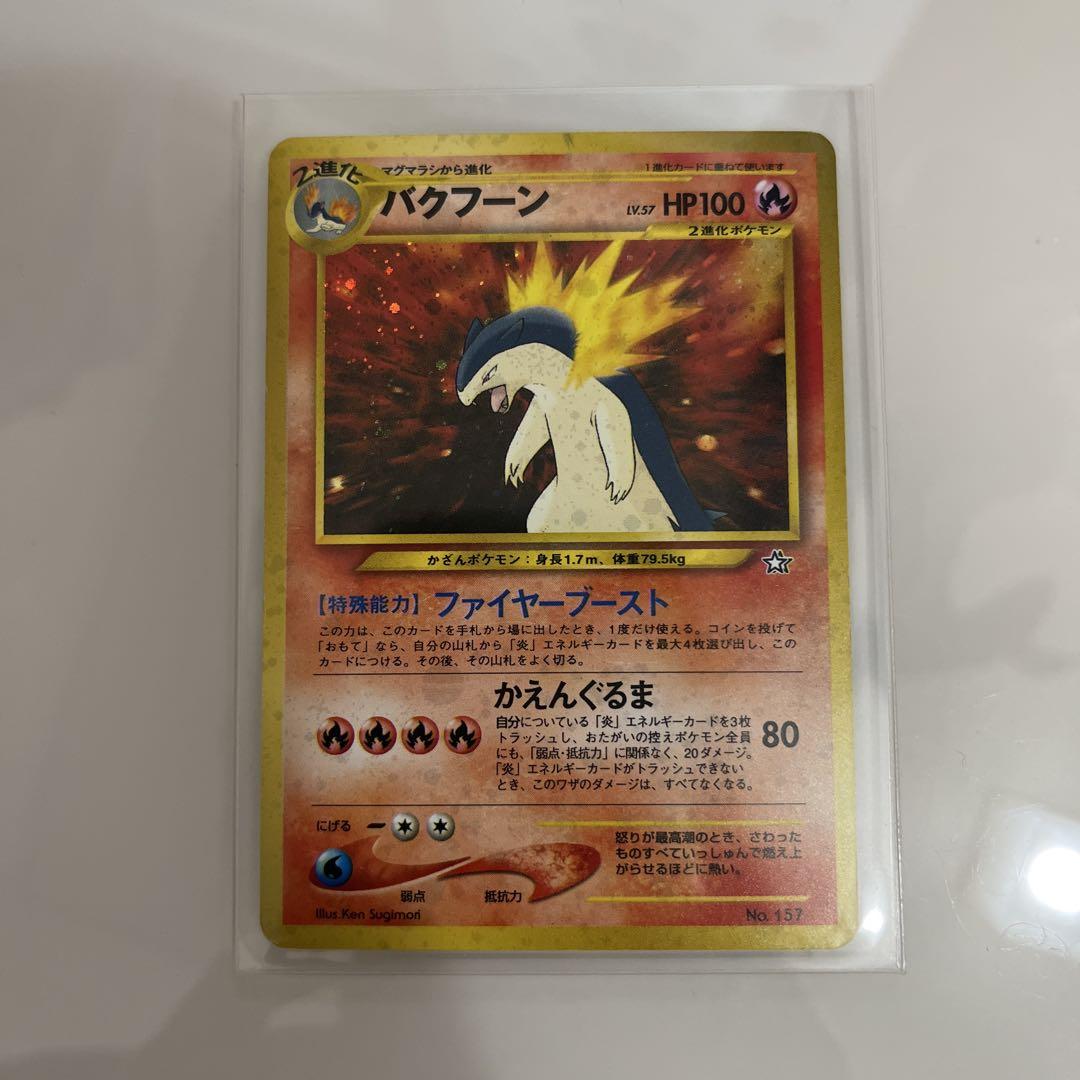 2進化
マグマラシから進化
1進化カードに重ねて使います
バクフーン
LV.57 HP100
2進化ポケモン
かざんポケモン：身長1.7m、体重79.5kg
【特殊能力】ファイヤーブースト
この力は、このカードを手札から場に出したとき、1度だけ使える。コインを投げて
「おもて」なら、自分の山札から「炎」エネルギーカードを最大4枚選び出し、この
カードにつける。その後、その山札をよく切る。
かえんぐるま
自分についている「炎」エネルギーカードを3枚
トラッシュし、おたがいの控えポケモン全員
にも、「弱点・抵抗力」に関係なく、20ダメージ。
「炎」エネルギーカードがトラッシュできない
とき、このワザのダメージは、すべてなくなる。
80
にげる
弱点
抵抗力
怒りが最高潮のとき、さわった
ものすべていっしゅんで燃え上
がらせるほどに熱い。
Illus.Ken Sugimori
No. 157